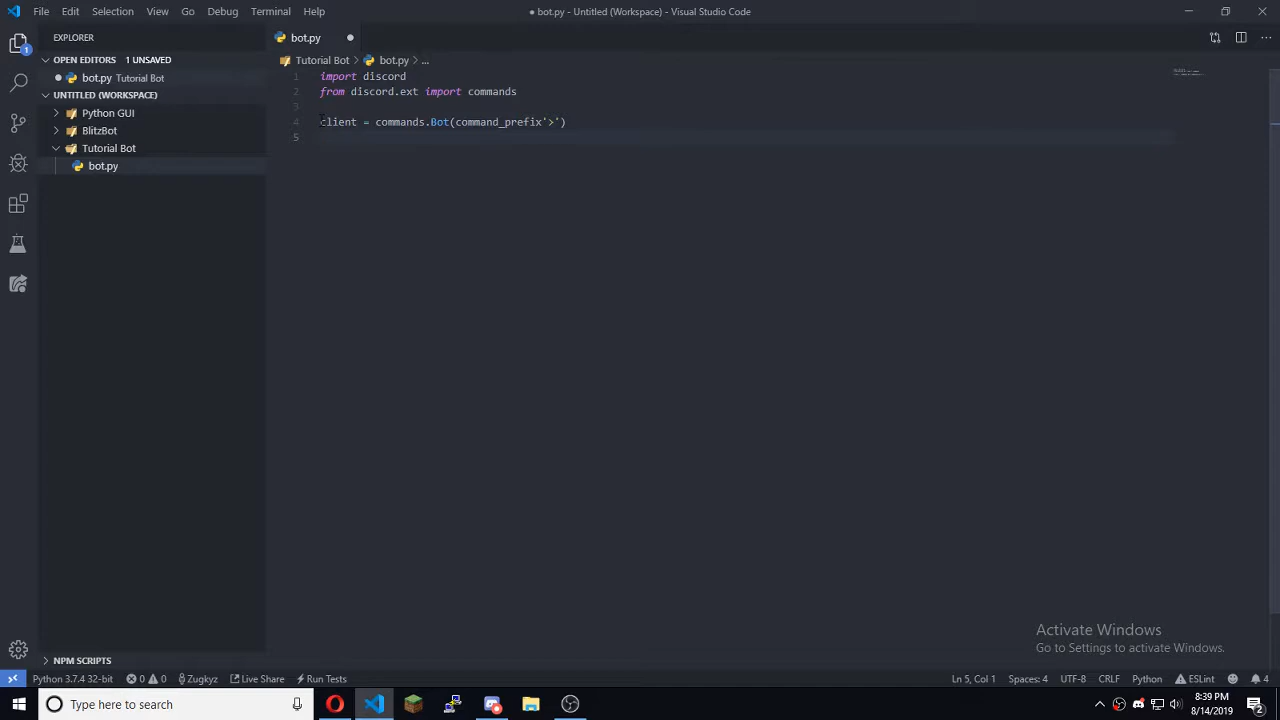 File Edit Selection View Go Debug Terminal Help
● bot.py - Untitled (Workspace) - Visual Studio Code
1
EXPLORER
bot.py
OPEN EDITORS 1 UNSAVED
Tutorial Bot > bot.py > ...
bot.py Tutorial Bot
1 import discord
2 from discord.ext import commands
3
4 client = commands.Bot(command_prefix'>')
5
UNTITLED (WORKSPACE)
Python GUI
BlitzBot
Tutorial Bot
bot.py
Activate Windows
Go to Settings to activate Windows.
NPM SCRIPTS
Python 3.7.4 32-bit 0 0 Zugkyz Live Share Run Tests
Ln 5, Col 1 Spaces: 4 UTF-8 CRLF Python ESLint 4
Type here to search
8:39 PM
8/14/2019
2